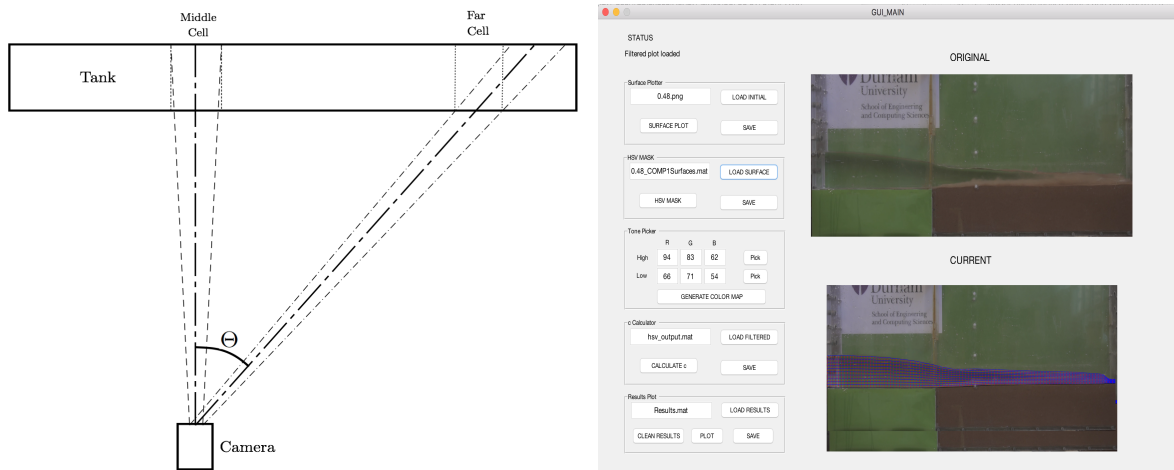 Middle
Cell
Far
Cell
Tank
Θ
Camera
GUI_MAIN
STATUS
Filtered plot loaded
Surface Plotter
0.48.png
LOAD INITIAL
SURFACE PLOT
SAVE
HSV MASK
0.48_COMP1Surfaces.mat
LOAD SURFACE
HSV MASK
SAVE
Tone Picker
R G B
High 94 83 62 Pick
Low 66 71 54 Pick
GENERATE COLOR MAP
c Calculator
hsv_output.mat
LOAD FILTERED
CALCULATE c
SAVE
Results Plot
Results.mat
LOAD RESULTS
CLEAN RESULTS
PLOT
SAVE
ORIGINAL
Durham
University
School of Engineering
and Computing Sciences
CURRENT
Durham
University
School of Engineering
and Computing Sciences